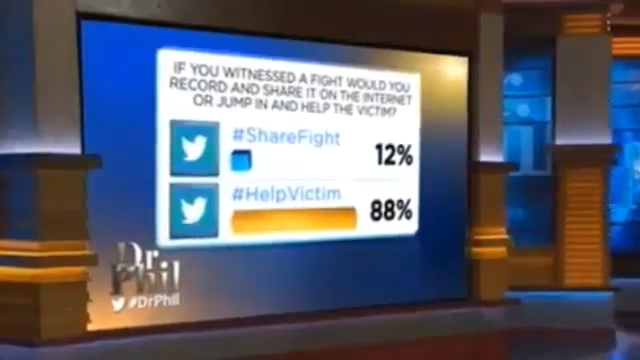 IF YOU WITNESSED A FIGHT WOULD YOU
RECORD AND SHARE IT ON THE INTERNET
OR JUMP IN AND HELP THE VICTIM?
#ShareFight
12%
#HelpVictim
88%
Dr
Phil
#DrPhil